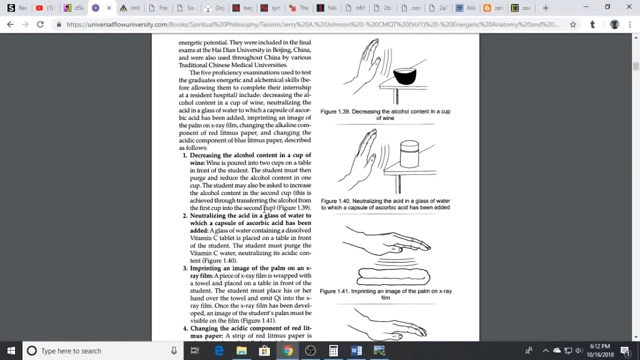 https://universalflowuniversity.com/Books/Spiritual
energetic potential. They were included in the final
exams at the Hai Dian University in Beijing, China,
and were also used throughout China by various
Traditional Chinese Medical Universities.
The five proficiency examinations used to test
the graduates energetic and alchemical skills (be-
fore allowing them to complete their internship
at a resident hospital) include: decreasing the al-
cohol content in a cup of wine, neutralizing the
acid in a glass of water to which a capsule of ascor-
bic acid has been added, imprinting an image of
the palm on x-ray film, changing the alkaline com-
ponent of red litmus paper, and changing the
acidic component of blue litmus paper, described
as follows:
1. Decreasing the alcohol content in a cup of
wine: Wine is poured into two cups on a table
in front of the student. The student must then
purge and reduce the alcohol content in one cup.
The student may also be asked to increase
the alcohol content in the second cup (this is
achieved through transferring the alcohol from
the first cup into the second cup) (Figure 1.39).
2. Neutralizing the acid in a glass of water to
which a capsule of ascorbic acid has been
added: A glass of water containing a dissolved
Vitamin C tablet is placed on a table in front
of the student. The student must purge the
Vitamin C water, neutralizing its acidic con-
tent (Figure 1.40).
3. Imprinting an image of the palm on an x-
ray film: A piece of x-ray film is wrapped with
a towel and placed on a table in front of the
student. The student must place his or her
hand over the towel and emit Qi into the x-ray
film. Once the x-ray film has been developed,
an image of the student's palm must be
visible on the film (Figure 1.41).
4. Changing the acidic component of red lit-
mus paper: A strip of red litmus paper is
Figure 1.39. Decreasing the alcohol content in a cup
of wine
Figure 1.40. Neutralizing the acid in a glass of water
to which a capsule of ascorbic acid has been added
Figure 1.41. Imprinting an image of the palm on x-ray
film
Type here to search
6:12 PM
10/16/2018